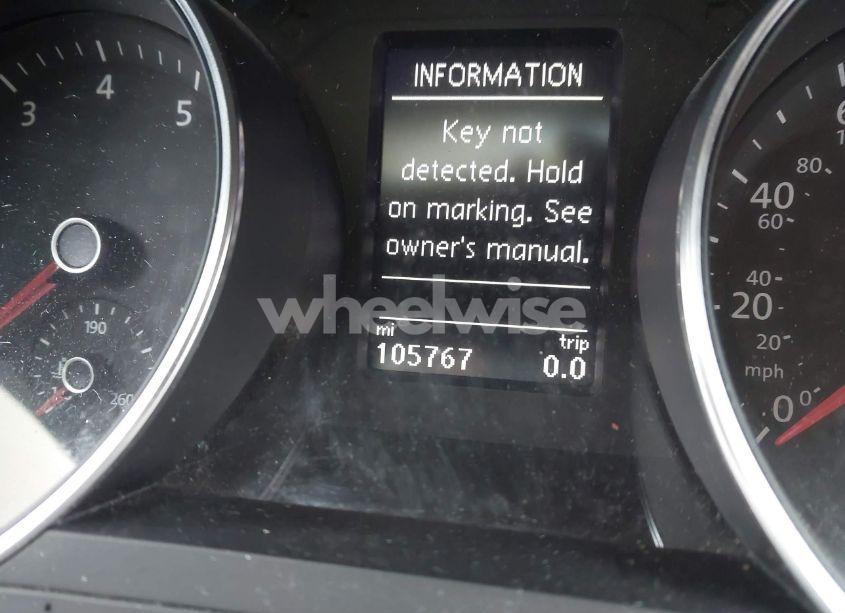 INFORMATION
Key not
detected. Hold
on marking. See
owner's manual.
mi
trip
105767
0.0
wheelwise
3
4
5
190
260
80
40
60
40
20
20
mph
0
0